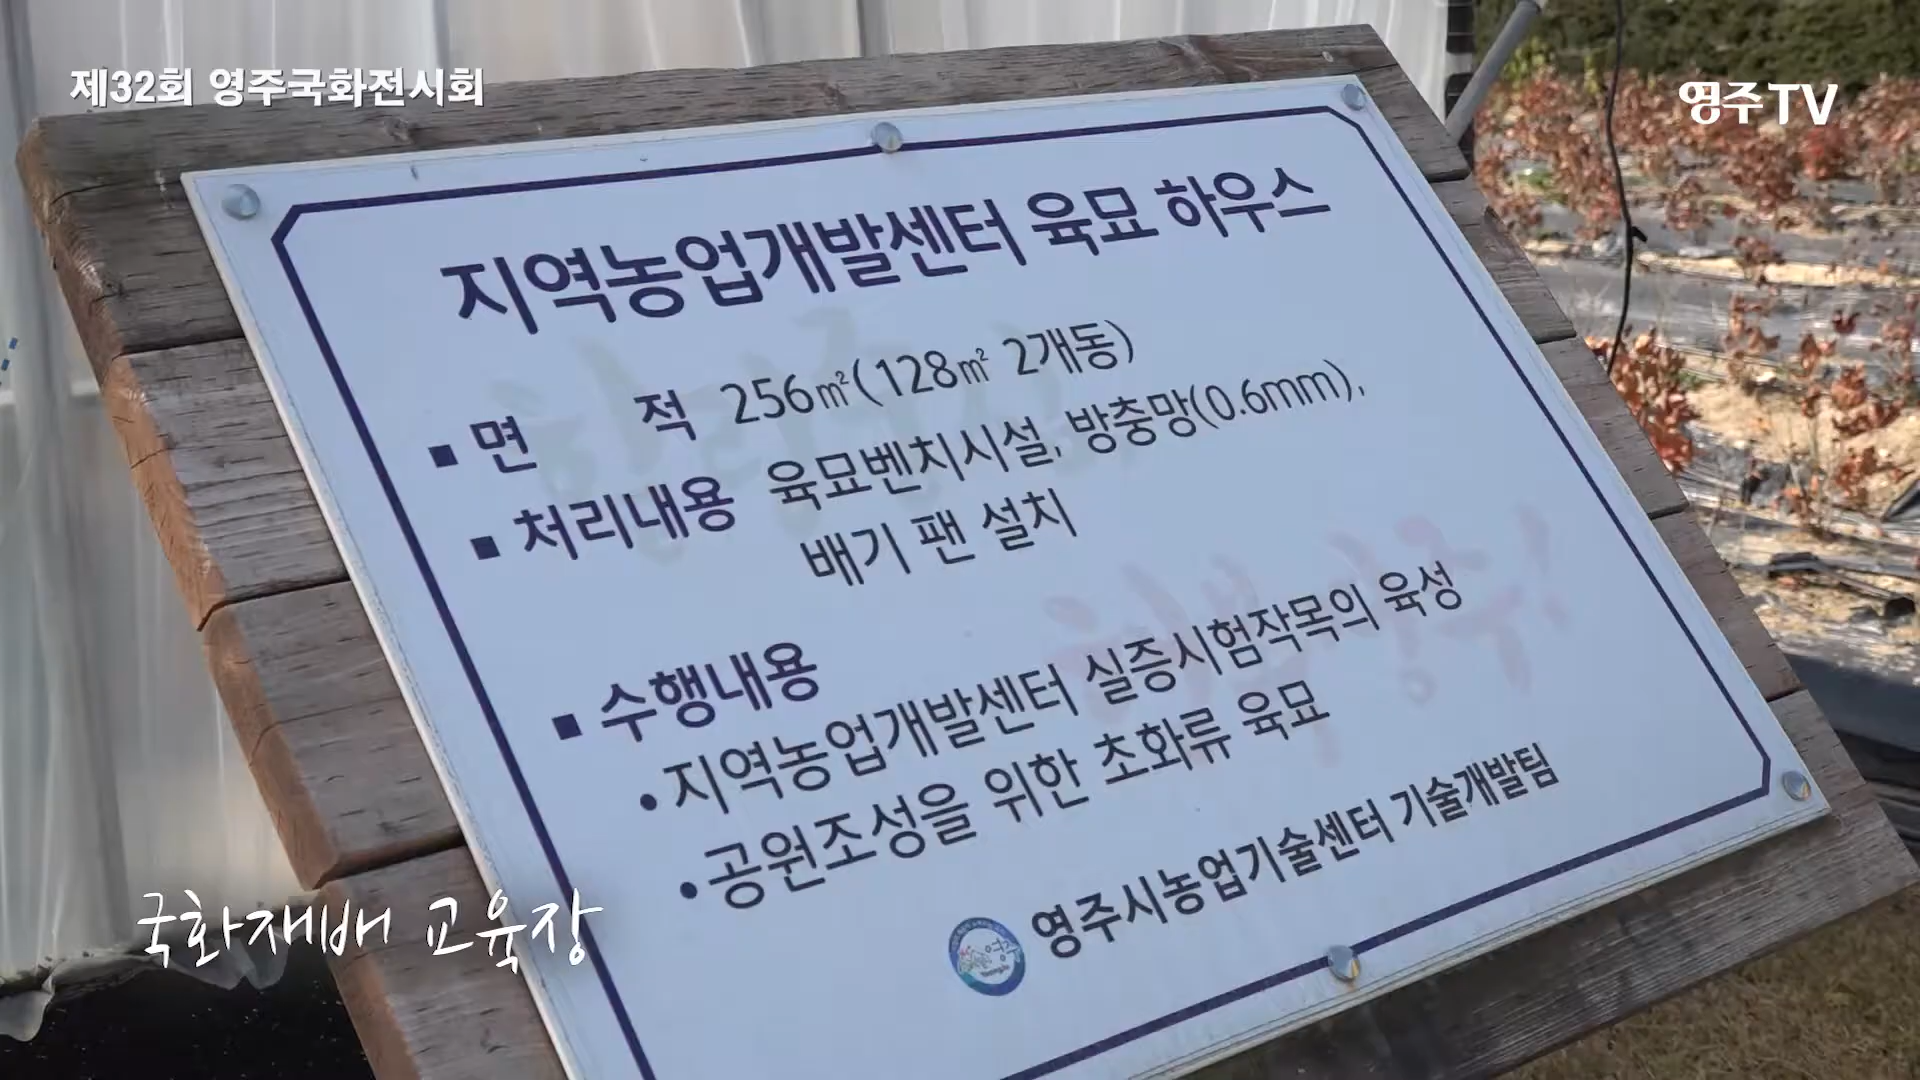 제32회 영주국화전시회
영주TV
지역농업개발센터 육묘 하우스
▪ 면 적 256㎡(128㎡ 2개동)
▪ 처리내용 육묘벤치시설, 방충망(0.6mm),
배기 팬 설치
▪ 수행내용
• 지역농업개발센터 실증시험작목의 육성
• 공원조성을 위한 초화류 육묘
영주시농업기술센터 기술개발팀
국화재배 교육장